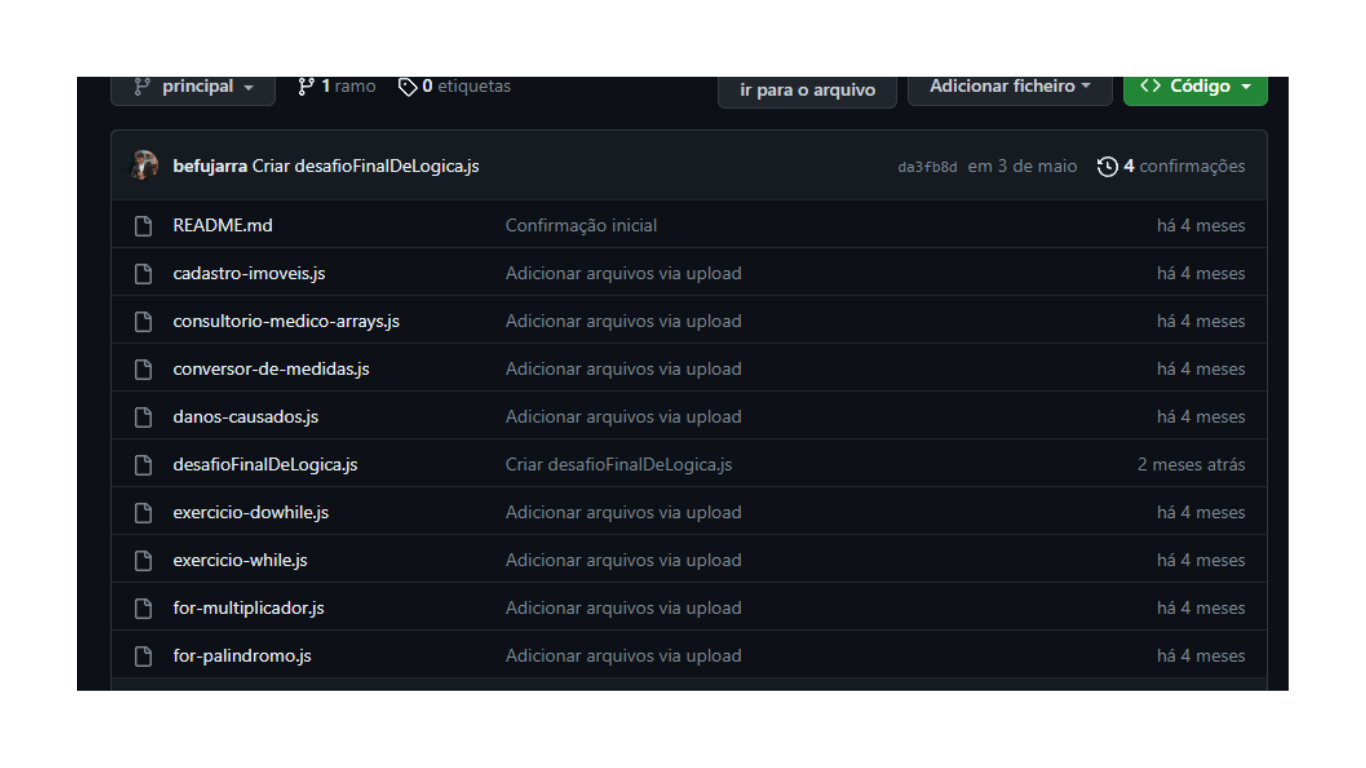 principal 1 ramo 0 etiquetas ir para o arquivo Adicionar ficheiro <> Código
befujarra Criar desafioFinalDeLogica.js da3fb8d em 3 de maio 4 confirmações
README.md Confirmação inicial há 4 meses
cadastro-imoveis.js Adicionar arquivos via upload há 4 meses
consultorio-medico-arrays.js Adicionar arquivos via upload há 4 meses
conversor-de-medidas.js Adicionar arquivos via upload há 4 meses
danos-causados.js Adicionar arquivos via upload há 4 meses
desafioFinalDeLogica.js Criar desafioFinalDeLogica.js 2 meses atrás
exercicio-dowhile.js Adicionar arquivos via upload há 4 meses
exercicio-while.js Adicionar arquivos via upload há 4 meses
for-multiplicador.js Adicionar arquivos via upload há 4 meses
for-palindromo.js Adicionar arquivos via upload há 4 meses